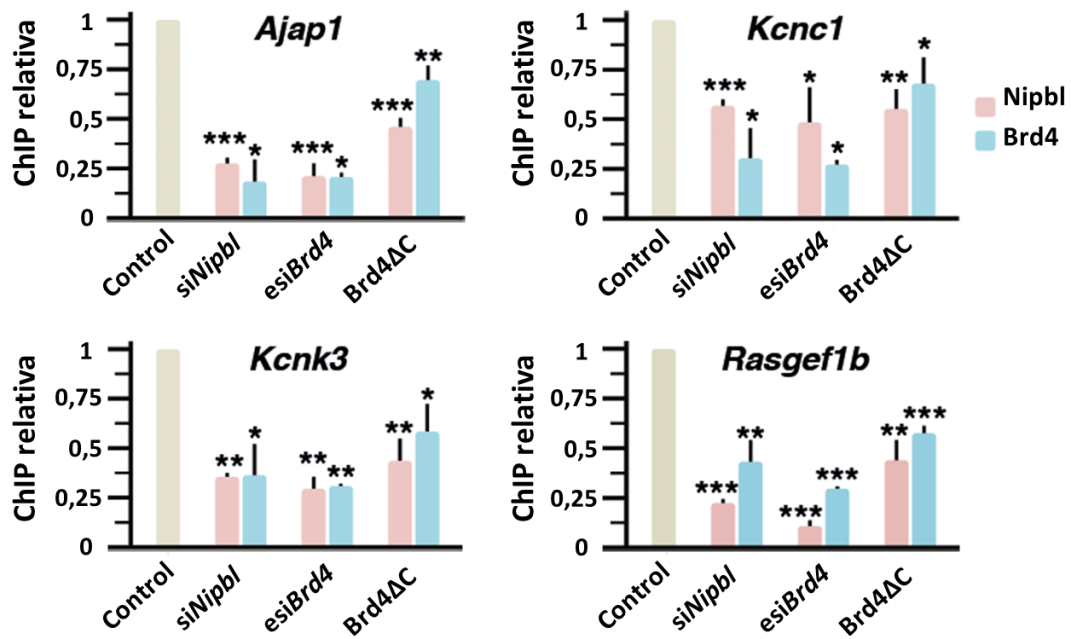 Ajap1
ChIP relativa
1
0,75
0,5
0,25
0
*** * *** * *** **
Control
siNipbl
esiBrd4
Brd4ΔC
Kcnc1
ChIP relativa
1
0,75
0,5
0,25
0
*** * * * ** *
Control
siNipbl
esiBrd4
Brd4ΔC
Nipbl
Brd4
Kcnk3
ChIP relativa
1
0,75
0,5
0,25
0
** * ** ** ** *
Control
siNipbl
esiBrd4
Brd4ΔC
Rasgef1b
ChIP relativa
1
0,75
0,5
0,25
0
*** ** *** *** ** ***
Control
siNipbl
esiBrd4
Brd4ΔC